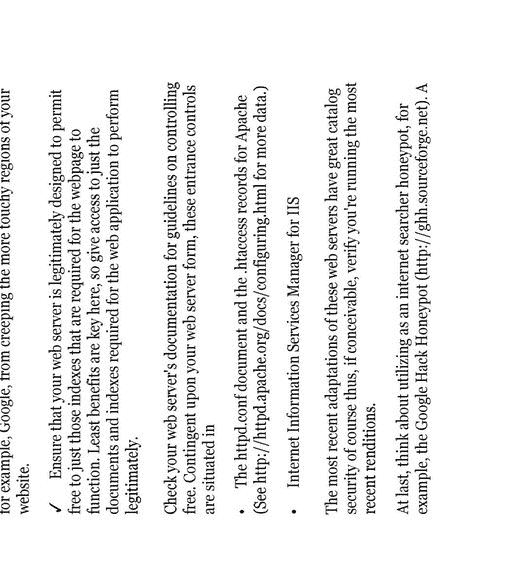 for example, Google, from creeping the more touchy regions of your
website.
✓ Ensure that your web server is legitimately designed to permit
free to just those indexes that are required for the webpage to
function. Least benefits are key here, so give access to just the
documents and indexes required for the web application to perform
legitimately.
Check your web server's documentation for guidelines on controlling
free. Contingent upon your web server form, these entrance controls
are situated in
• The httpd.conf document and the .htaccess records for Apache
(See http://httpd.apache.org/docs/configuring.html for more data.)
• Internet Information Services Manager for IIS
The most recent adaptations of these web servers have great catalog
security of course thus, if conceivable, verify you're running the most
recent renditions.
At last, think about utilizing as an internet searcher honeypot, for
example, the Google Hack Honeypot (http://ghh.sourceforge.net). A